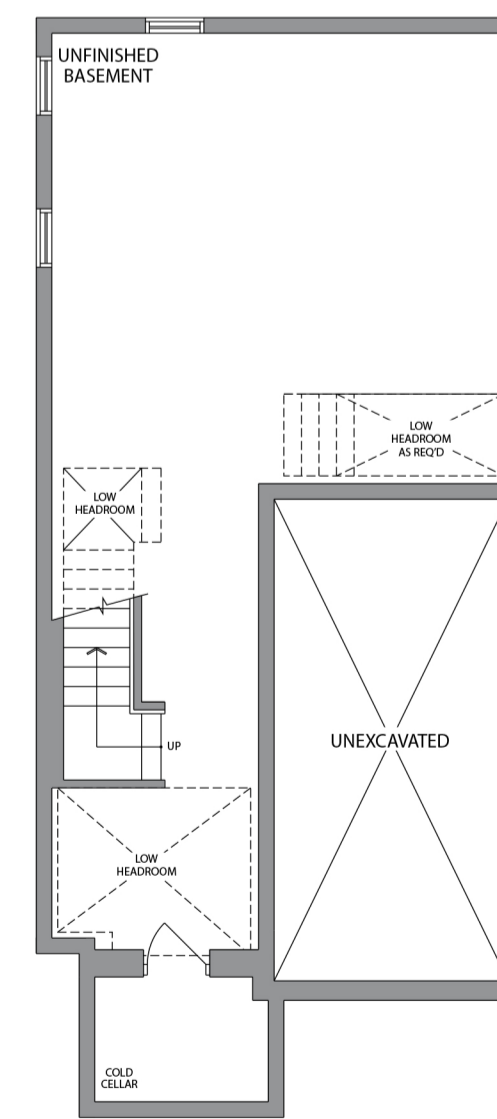 UNFINISHED
BASEMENT
LOW
HEADROOM
AS REQ'D
LOW
HEADROOM
UP
UNEXCAVATED
LOW
HEADROOM
COLD
CELLAR